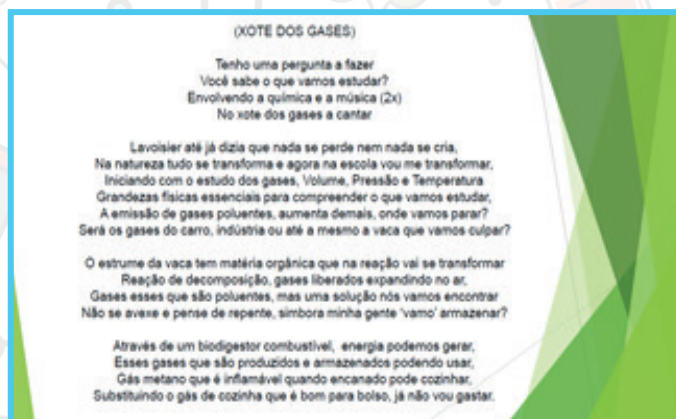 (XOTE DOS GASES)
Tenho uma pergunta a fazer
Você sabe o que vamos estudar?
Envolvendo a química e a música (2x)
No xote dos gases a cantar
Lavoisier até já dizia que nada se perde nem nada se cria,
Na natureza tudo se transforma e agora na escola vou me transformar,
Iniciando com o estudo dos gases, Volume, Pressão e Temperatura
Grandezas físicas essenciais para compreender o que vamos estudar,
A emissão de gases poluentes, aumenta demais, onde vamos parar?
Será os gases do carro, indústria ou até a mesmo a vaca que vamos culpar?
O estrume da vaca tem matéria orgânica que na reação vai se transformar
Reação de decomposição, gases liberados expandindo no ar,
Gases esses que são poluentes, mas uma solução nós vamos encontrar
Não se avexe e pense de repente, simbora minha gente 'vamo' armazenar?
Através de um biodigestor combustível, energia podemos gerar,
Esses gases que são produzidos e armazenados podendo usar,
Gás metano que é inflamável quando encanado pode cozinhar,
Substituindo o gás de cozinha que é bom para bolso, já não vou gastar.